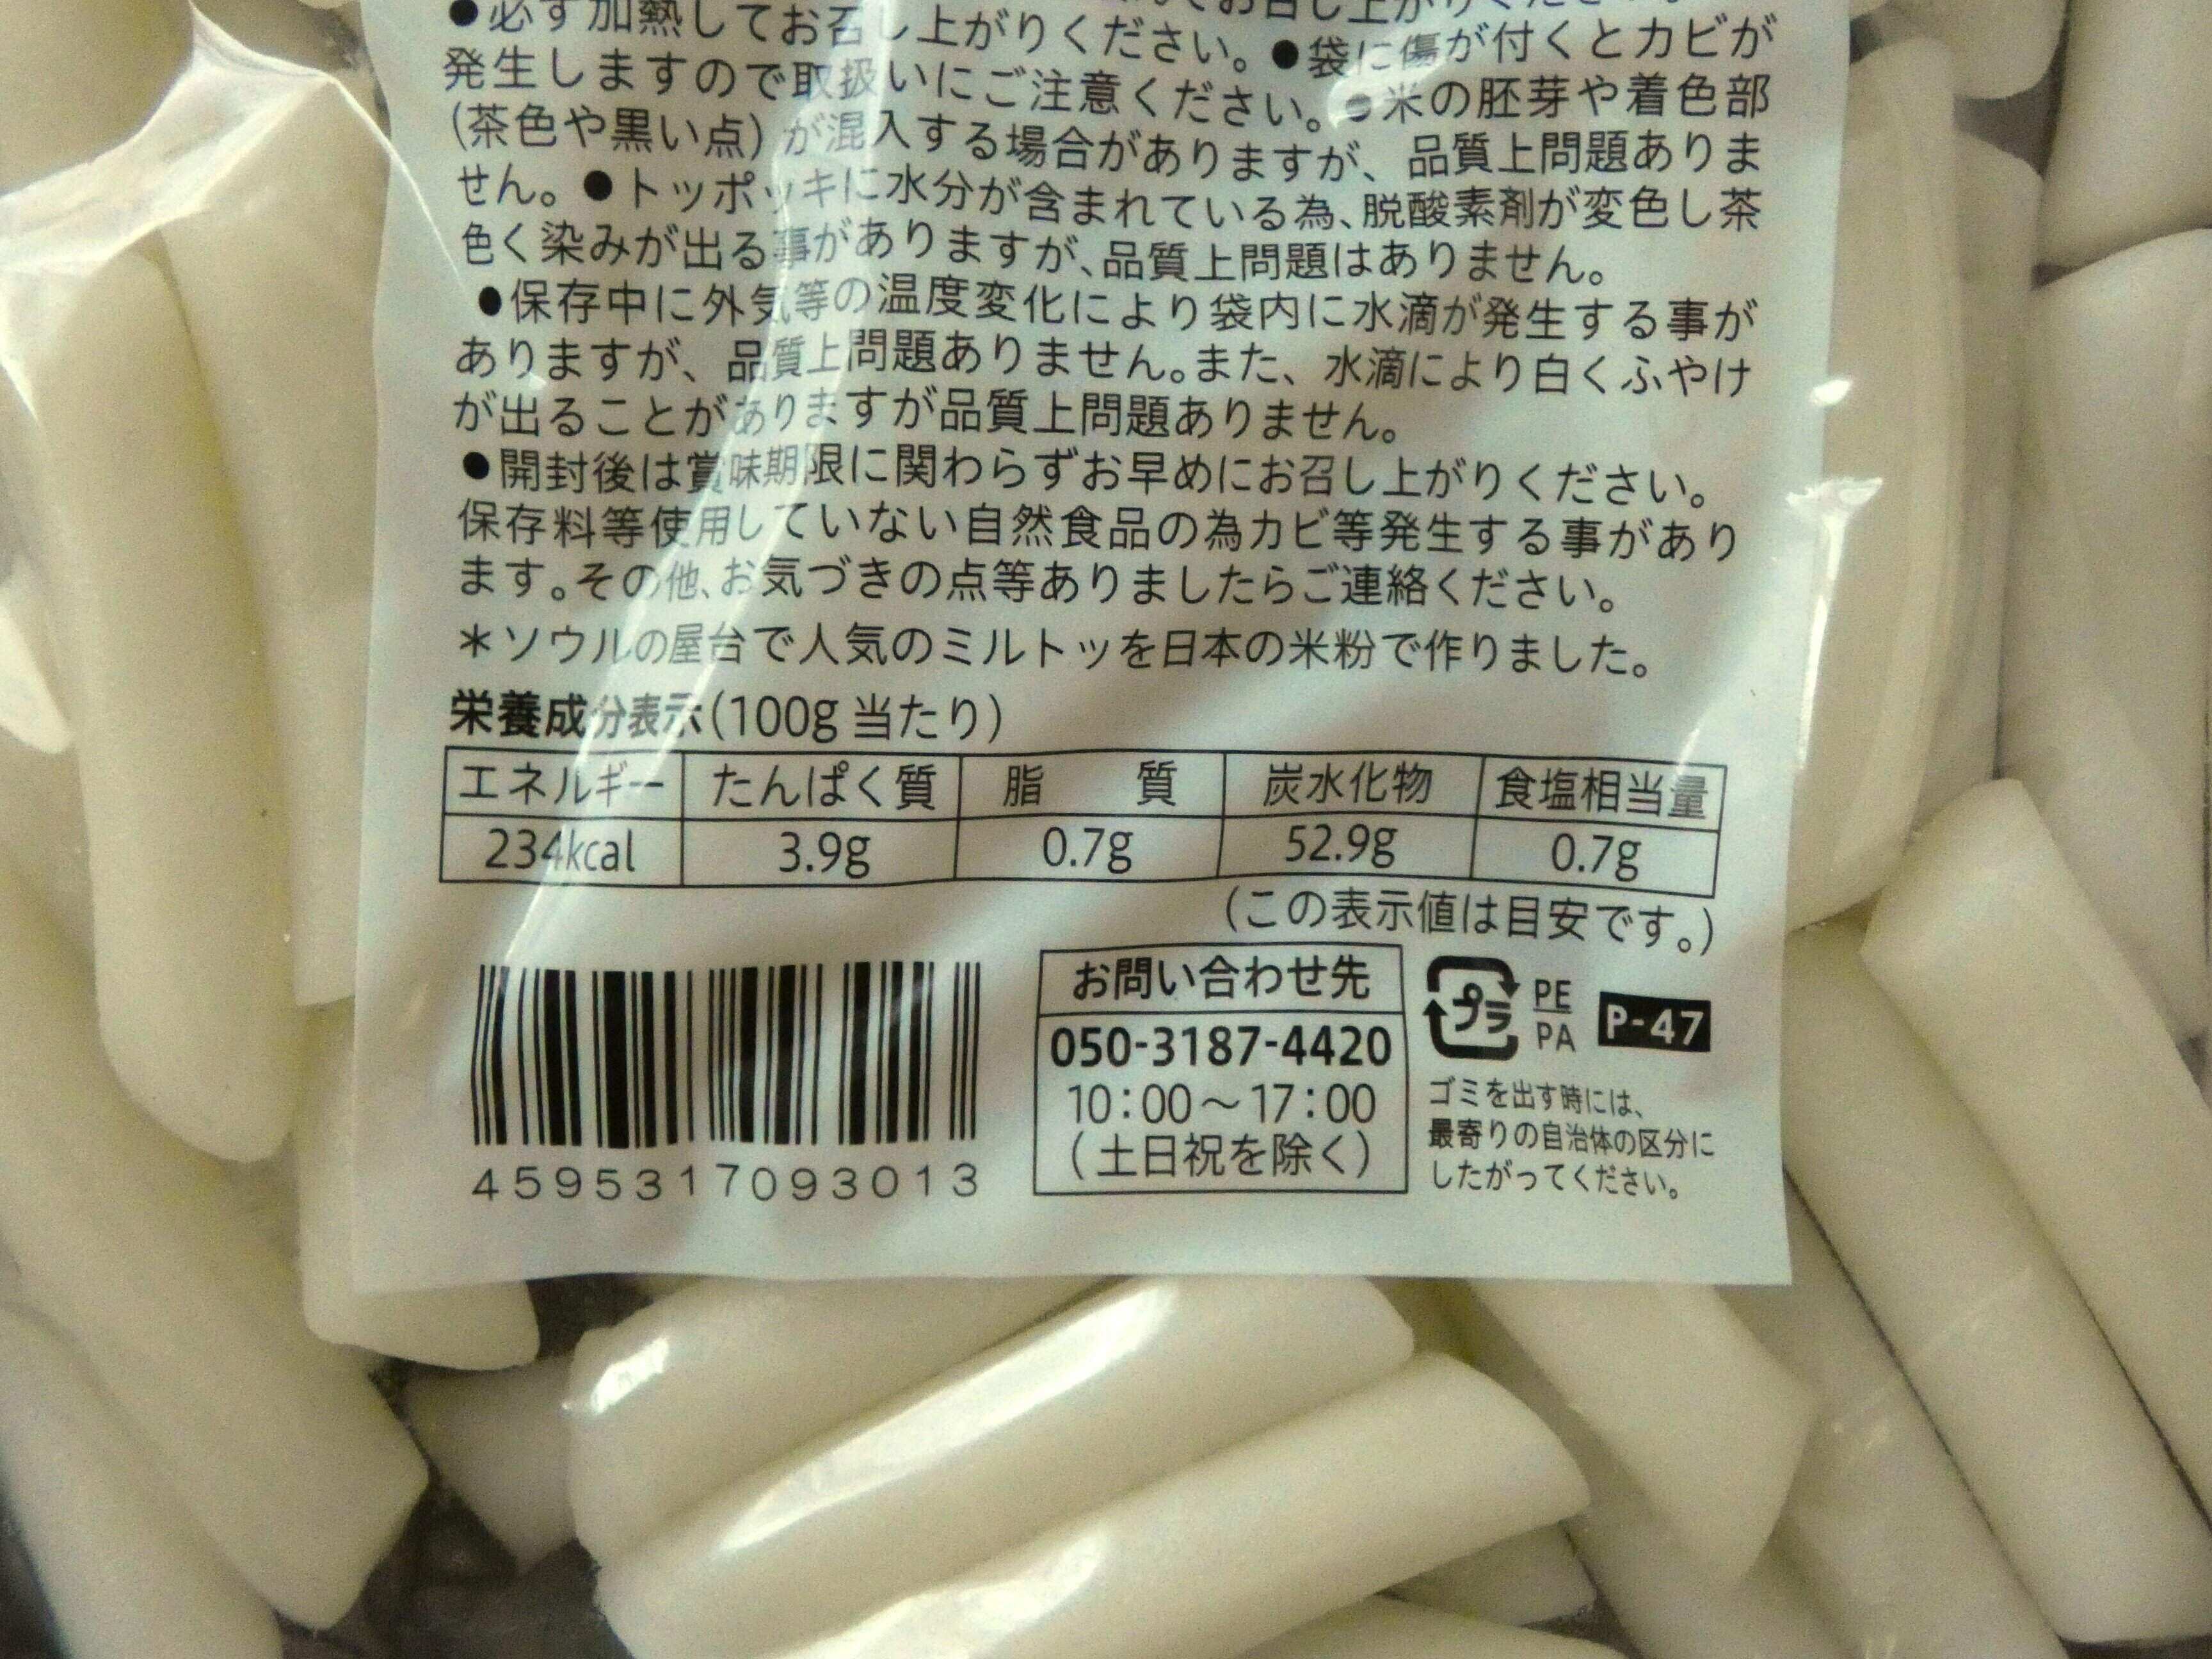 ●必ず加熱してお召し上がりください。●袋に傷が付くとカビが
発生しますので取扱いにご注意ください。●米の胚芽や着色部
(茶色や黒い点)が混入する場合がありますが、品質上問題ありま
せん。●トッポッキに水分が含まれている為、脱酸素剤が変色し茶
色く染みが出る事がありますが、品質上問題はありません。
●保存中に外気等の温度変化により袋内に水滴が発生する事が
ありますが、品質上問題ありません。また、水滴により白くふやけ
が出ることがありますが品質上問題ありません。
●開封後は賞味期限に関わらずお早めにお召し上がりください。
保存料等使用していない自然食品の為カビ等発生する事があり
ます。その他、お気づきの点等ありましたらご連絡ください。
＊ソウルの屋台で人気のミルトッを日本の米粉で作りました。
栄養成分表示(100g当たり)
エネルギー たんぱく質 脂 質 炭水化物 食塩相当量
234kcal 3.9g 0.7g 52.9g 0.7g
(この表示値は目安です。)
4595317093013
お問い合わせ先
050-3187-4420
10:00～17:00
(土日祝を除く)
プラ PE PA P-47
ゴミを出す時には、
最寄りの自治体の区分に
したがってください。